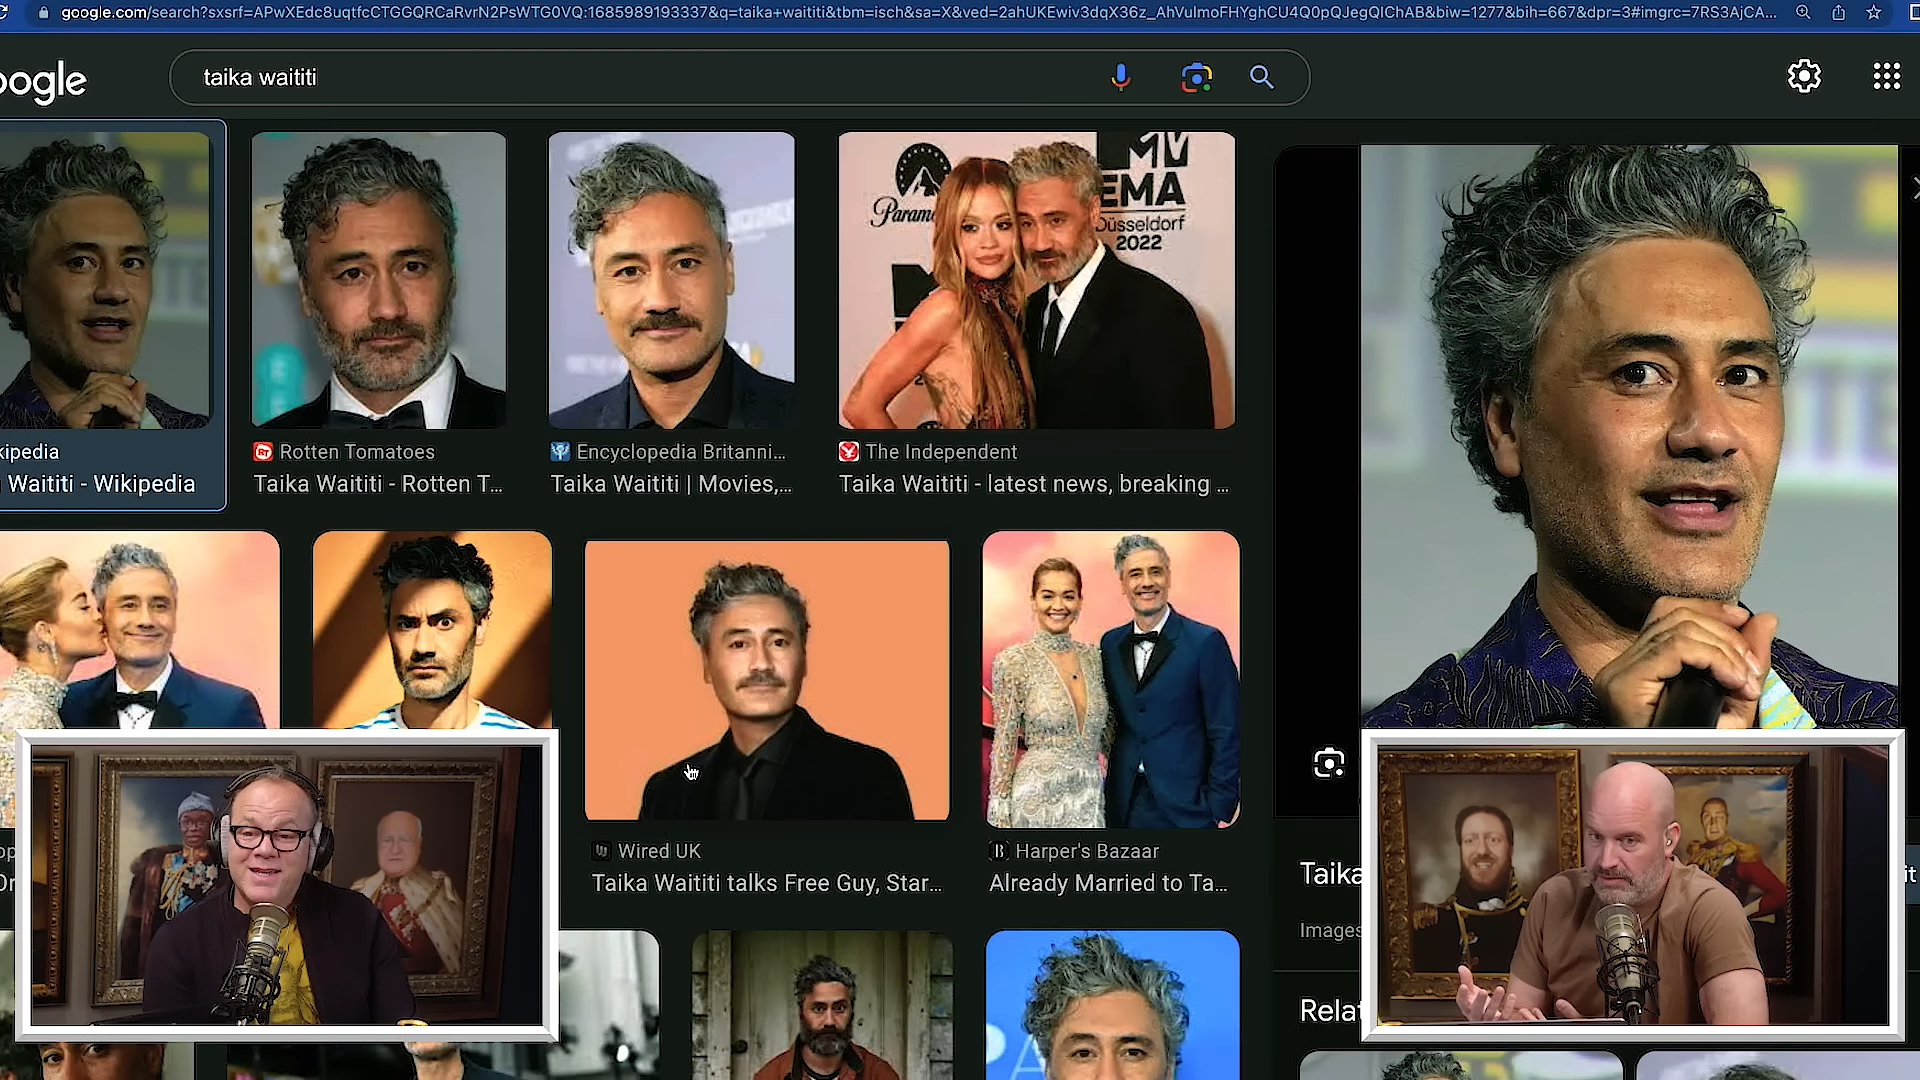 google.com/search?sxsrf=APwXEdc8uqtfcCTGGQRCaRvrN2PsWTG0VQ:1685989193337&q=taika+waititi&tbm=isch&sa=X&ved=2ahUKEwiv3dqX36z_AhVulmoFHYghCU4Q0pQJegQIChAB&biw=1277&bih=667&dpr=3#imgrc=7RS3AjCA...
oogle
taika waititi
MTV
EMA
Düsseldorf
2022
Param
kipedia
Waititi - Wikipedia
Rotten Tomatoes
Taika Waititi - Rotten T...
Encyclopedia Britanni...
Taika Waititi | Movies,...
The Independent
Taika Waititi - latest news, breaking ...
Wired UK
Taika Waititi talks Free Guy, Star...
Harper's Bazaar
Already Married to Ta...
Taika
it
Images
Relat